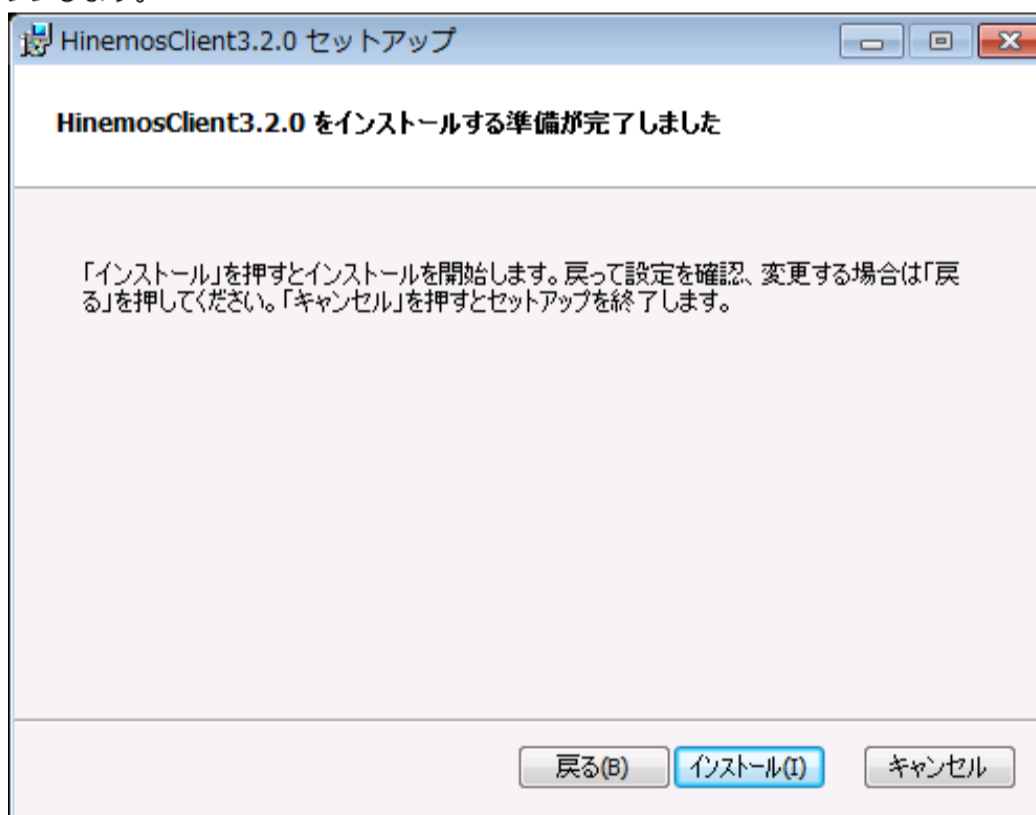 します。
HinemosClient3.2.0 セットアップ
HinemosClient3.2.0 をインストールする準備が完了しました
「インストール」を押すとインストールを開始します。戻って設定を確認、変更する場合は「戻
る」を押してください。「キャンセル」を押すとセットアップを終了します。
戻る(B) インストール(I) キャンセル